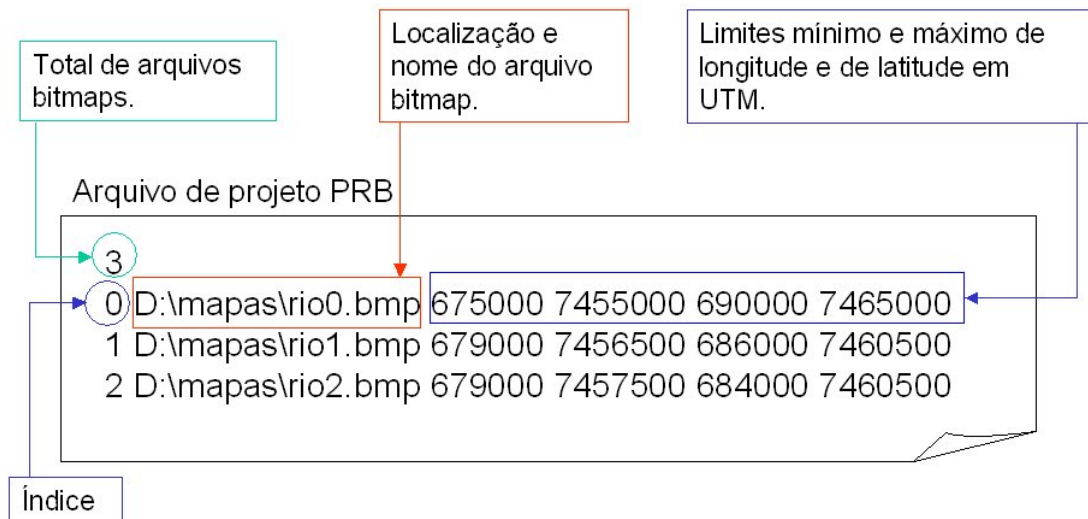 Total de arquivos
bitmaps.
Localização e
nome do arquivo
bitmap.
Limites mínimo e máximo de
longitude e de latitude em
UTM.
Arquivo de projeto PRB
3
0 D:\mapas\rio0.bmp 675000 7455000 690000 7465000
1 D:\mapas\rio1.bmp 679000 7456500 686000 7460500
2 D:\mapas\rio2.bmp 679000 7457500 684000 7460500
Índice